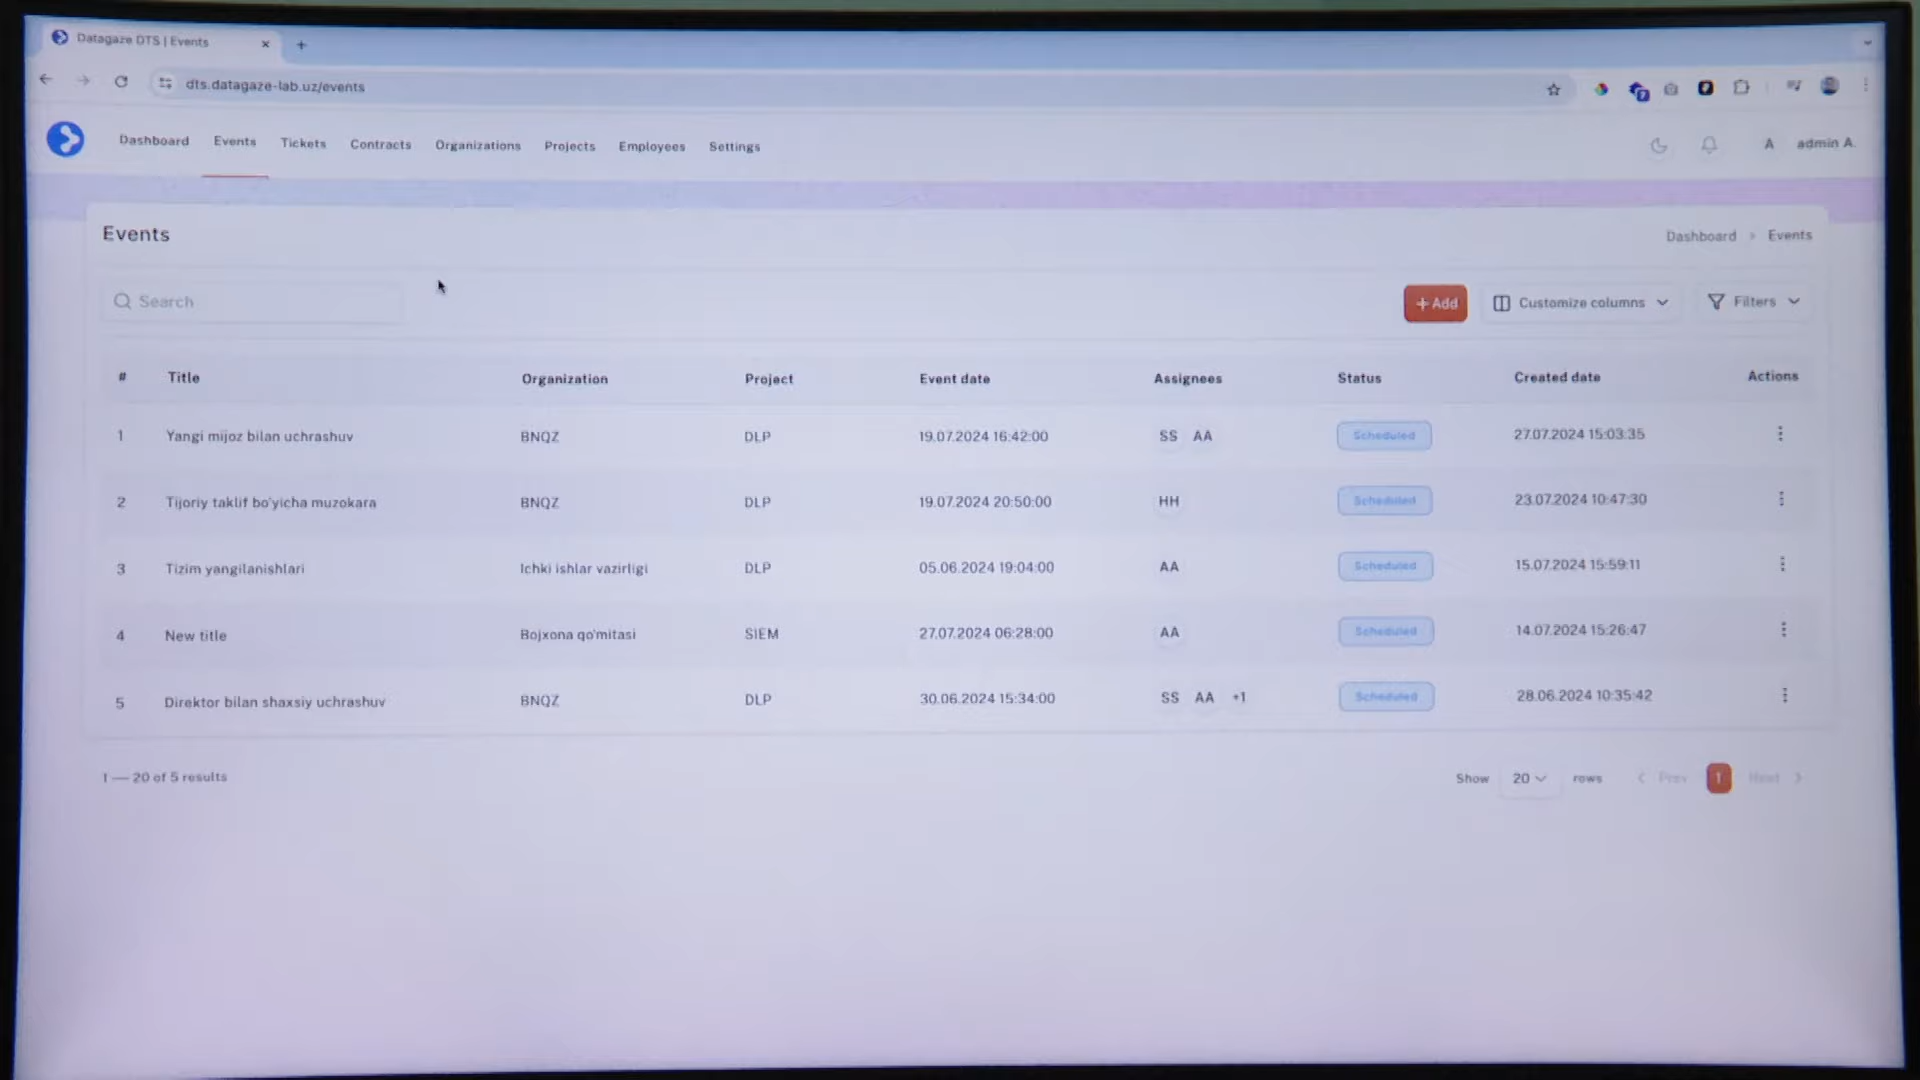 Datagaze DTS | Events
dts.datagaze-lab.uz/events
Dashboard Events Tickets Contracts Organizations Projects Employees Settings A admin A.
Events Dashboard > Events
Search + Add Customize columns Filters
# Title Organization Project Event date Assignees Status Created date Actions
1 Yangi mijoz bilan uchrashuv BNQZ DLP 19.07.2024 16:42:00 SS AA Scheduled 27.07.2024 15:03:35
2 Tijoriy taklif bo'yicha muzokara BNQZ DLP 19.07.2024 20:50:00 HH Scheduled 23.07.2024 10:47:30
3 Tizim yangilanishlari Ichki ishlar vazirligi DLP 05.06.2024 19:04:00 AA Scheduled 15.07.2024 15:59:11
4 New title Bojxona qo'mitasi SIEM 27.07.2024 06:28:00 AA Scheduled 14.07.2024 15:26:47
5 Direktor bilan shaxsiy uchrashuv BNQZ DLP 30.06.2024 15:34:00 SS AA +1 Scheduled 28.06.2024 10:35:42
1 — 20 of 5 results Show 20 rows Prev 1 Next